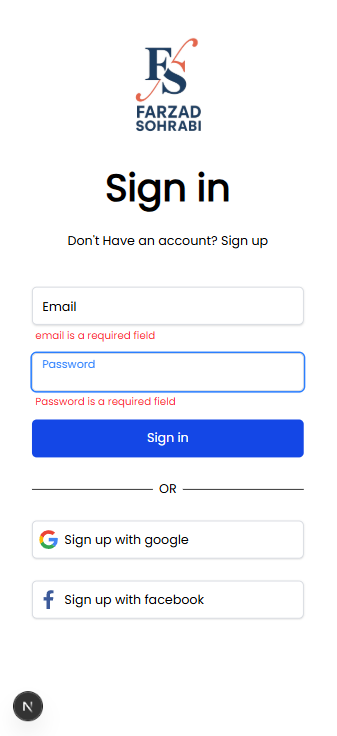 FS
FARZAD
SOHRABI
Sign in
Don't Have an account? Sign up
Email
email is a required field
Password
Password is a required field
Sign in
OR
Sign up with google
Sign up with facebook
N